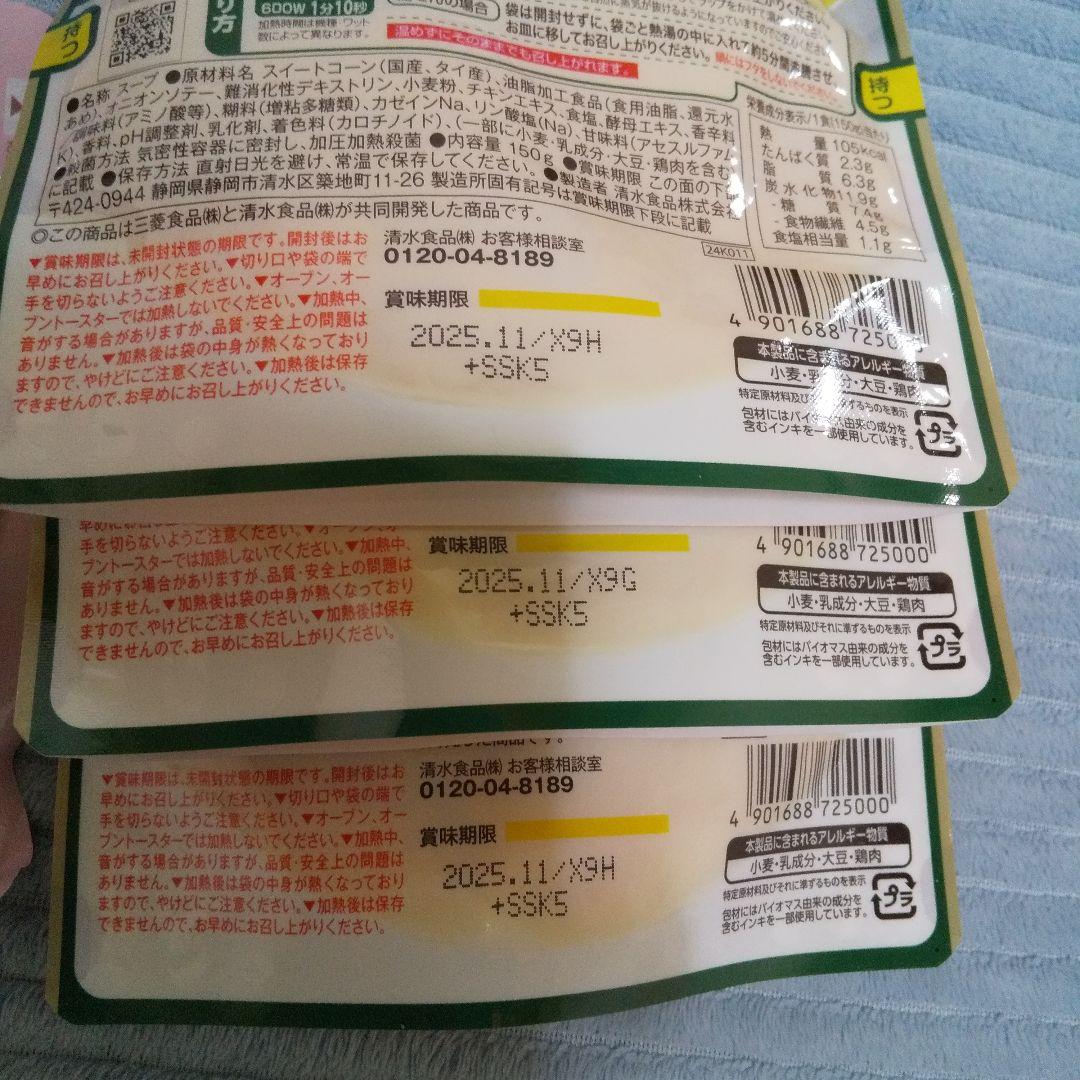 り方
600W 1分10秒
加熱時間は機種・ワット
数によって異なります。
持つ
の場合
袋は開封せずに、袋ごと熱湯の中に入れて約5分間沸騰させ、
お皿に移してお召し上がりください。
温めずにそのままでも召し上がれます。
持つ
●名称 スープ ●原材料名 スイートコーン(国産、タイ産)、油脂加工食品(食用油脂、還元水
あめ)、オニオンソテー、難消化性デキストリン、小麦粉、チキンエキス、食塩、酵母エキス、香辛料
調味料(アミノ酸等)、糊料(増粘多糖類)、カゼインNa、リン酸塩(Na)、甘味料(アセスルファム
K)、香料、pH調整剤、乳化剤、着色料(カロチノイド)、(一部に小麦・乳成分・大豆・鶏肉を含む)
●殺菌方法 気密性容器に密封し、加圧加熱殺菌 ●内容量 150g ●賞味期限 この面の下部
に記載 ●保存方法 直射日光を避け、常温で保存してください。 ●製造者 清水食品株式会社
〒424-0944 静岡県静岡市清水区築地町11-26 製造所固有記号は賞味期限下段に記載
◎この商品は三菱食品㈱と清水食品㈱が共同開発した商品です。
栄養成分表示/1食(150g)当たり
熱量 105kcal
たんぱく質 2.3g
脂質 6.3g
炭水化物 11.9g
-糖質 7.4g
-食物繊維 4.5g
食塩相当量 1.1g
24K011
▼賞味期限は、未開封状態の期限です。開封後はお
早めにお召し上がりください。▼切り口や袋の端で
手を切らないようご注意ください。▼オーブン、オー
ブントースターでは加熱しないでください。▼加熱中、
音がする場合がありますが、品質・安全上の問題は
ありません。▼加熱後は袋の中身が熱くなっており
ますので、やけどにご注意ください。▼加熱後は保存
できませんので、お早めにお召し上がりください。
清水食品㈱ お客様相談室
0120-04-8189
賞味期限
2025.11/X9H
+SSK5
4 901688 725
本製品に含まれるアレルギー物質
小麦・乳成分・大豆・鶏肉
特定原材料及びそれに準ずるものを表示
包材にはバイオマス由来の成分を
含むインキを一部使用しています。
プラ
手を切らないようご注意ください。▼オーブン、オー
ブントースターでは加熱しないでください。▼加熱中、
音がする場合がありますが、品質・安全上の問題は
ありません。▼加熱後は袋の中身が熱くなっており
ますので、やけどにご注意ください。▼加熱後は保存
できませんので、お早めにお召し上がりください。
賞味期限
2025.11/X9G
+SSK5
4 901688 725000
本製品に含まれるアレルギー物質
小麦・乳成分・大豆・鶏肉
特定原材料及びそれに準ずるものを表示
包材にはバイオマス由来の成分を
含むインキを一部使用しています。
プラ
▼賞味期限は、未開封状態の期限です。開封後はお
早めにお召し上がりください。▼切り口や袋の端で
手を切らないようご注意ください。▼オーブン、オー
ブントースターでは加熱しないでください。▼加熱中、
音がする場合がありますが、品質・安全上の問題は
ありません。▼加熱後は袋の中身が熱くなっており
ますので、やけどにご注意ください。▼加熱後は保存
できませんので、お早めにお召し上がりください。
清水食品㈱ お客様相談室
0120-04-8189
賞味期限
2025.11/X9H
+SSK5
4 901688 725000
本製品に含まれるアレルギー物質
小麦・乳成分・大豆・鶏肉
特定原材料及びそれに準ずるものを表示
包材にはバイオマス由来の成分を
含むインキを一部使用しています。
プラ